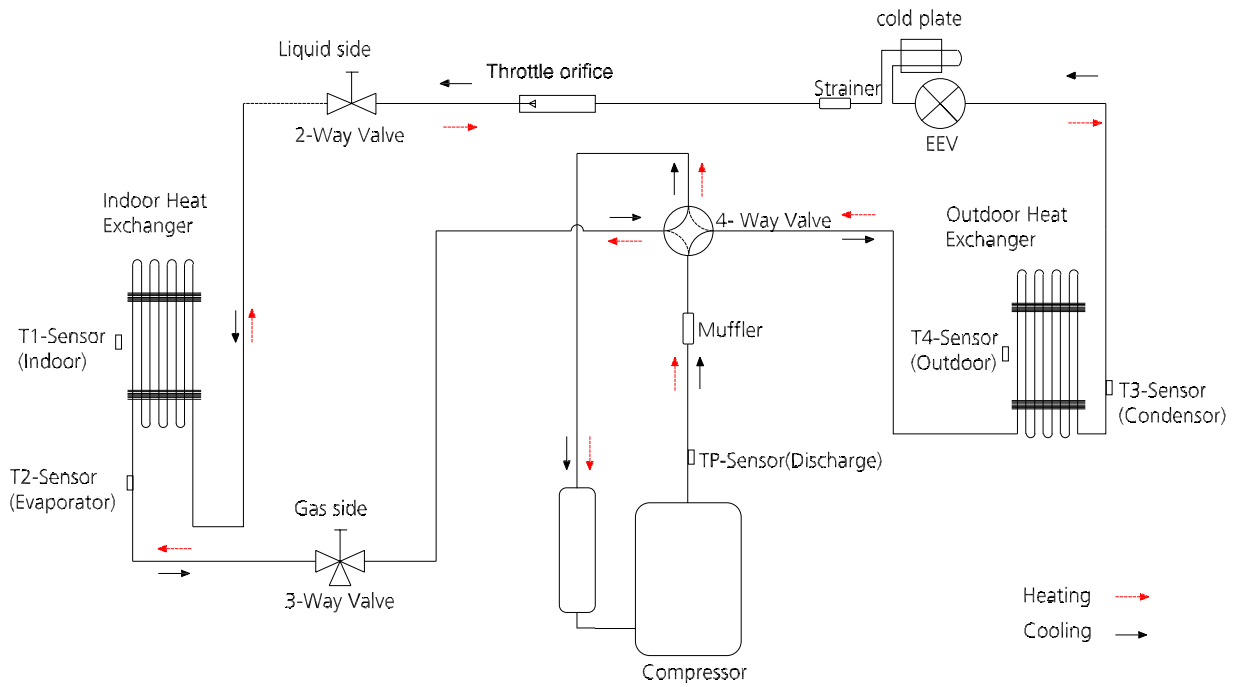 cold plate
Liquid side
Throttle orifice
Strainer
2-Way Valve
EEV
Indoor Heat
Exchanger
4- Way Valve
Outdoor Heat
Exchanger
T1-Sensor
(Indoor)
Muffler
T4-Sensor
(Outdoor)
T3-Sensor
(Condensor)
TP-Sensor(Discharge)
T2-Sensor
(Evaporator)
Gas side
3-Way Valve
Heating
Cooling
Compressor